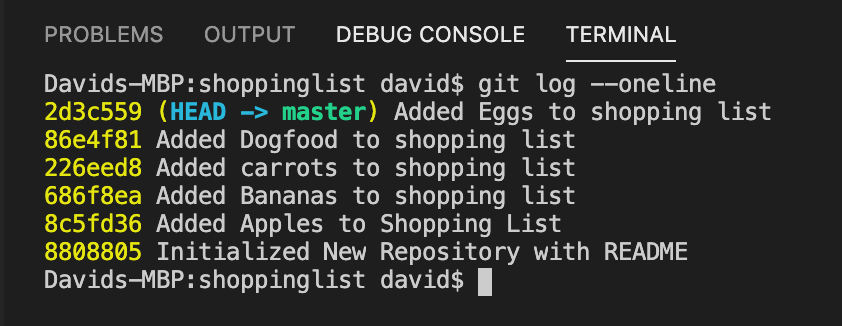 PROBLEMS OUTPUT DEBUG CONSOLE TERMINAL
Davids-MBP:shoppinglist david$ git log --oneline
2d3c559 (HEAD -> master) Added Eggs to shopping list
86e4f81 Added Dogfood to shopping list
226eed8 Added carrots to shopping list
686f8ea Added Bananas to shopping list
8c5fd36 Added Apples to Shopping List
8808805 Initialized New Repository with README
Davids-MBP:shoppinglist david$